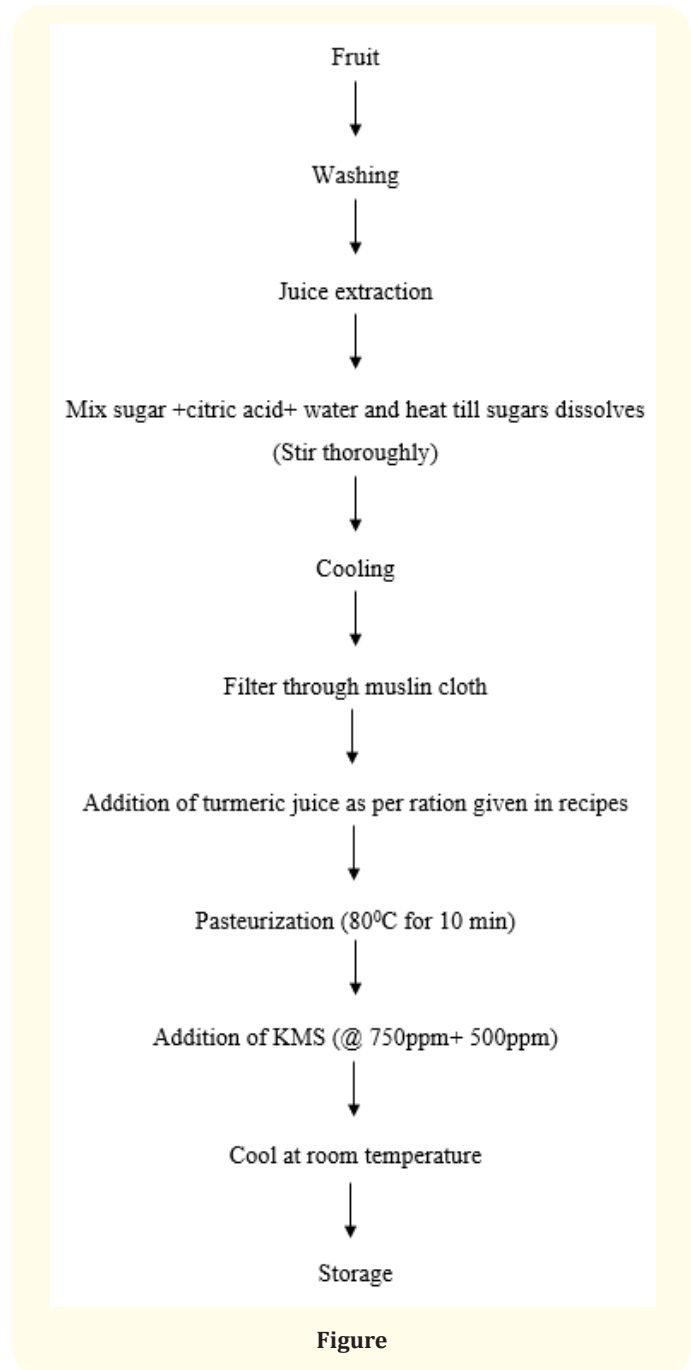 Fruit
Washing
Juice extraction
Mix sugar +citric acid+ water and heat till sugars dissolves
(Stir thoroughly)
Cooling
Filter through muslin cloth
Addition of turmeric juice as per ration given in recipes
Pasteurization (80⁰C for 10 min)
Addition of KMS (@ 750ppm+ 500ppm)
Cool at room temperature
Storage
Figure